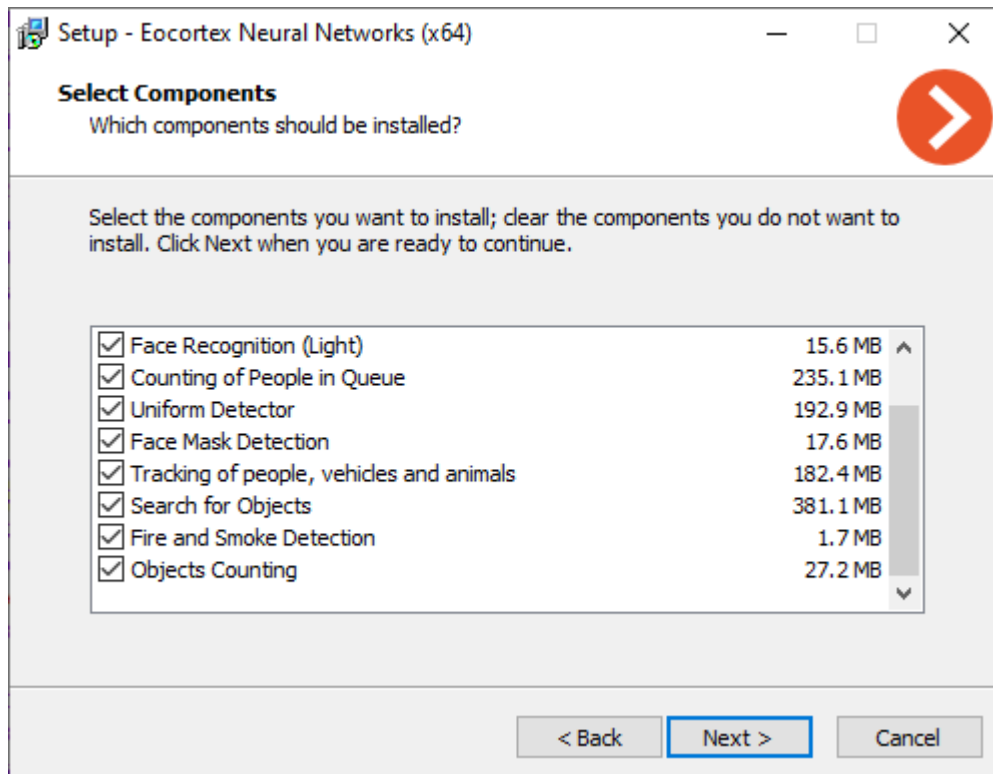 Setup - Eocortex Neural Networks (x64)
Select Components
Which components should be installed?
Select the components you want to install; clear the components you do not want to
install. Click Next when you are ready to continue.
Face Recognition (Light) 15.6 MB
Counting of People in Queue 235.1 MB
Uniform Detector 192.9 MB
Face Mask Detection 17.6 MB
Tracking of people, vehicles and animals 182.4 MB
Search for Objects 381.1 MB
Fire and Smoke Detection 1.7 MB
Objects Counting 27.2 MB
< Back Next > Cancel